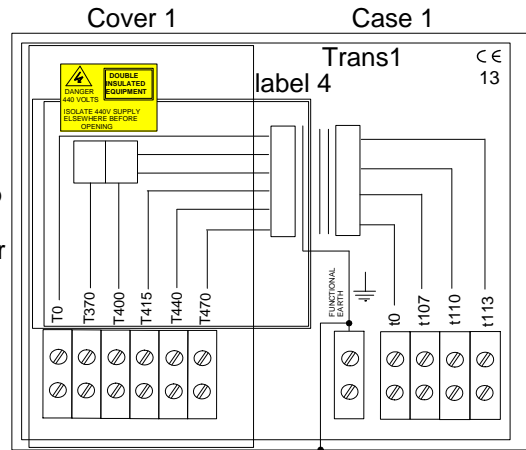 Cover 1
Case 1
Trans1
CE
13
label 4
DANGER
440 VOLTS
DOUBLE
INSULATED
EQUIPMENT
ISOLATE 440V SUPPLY
ELSEWHERE BEFORE
OPENING
r
T0
T370
T400
T415
T440
T470
FUNCTIONAL
EARTH
t0
t107
t110
t113